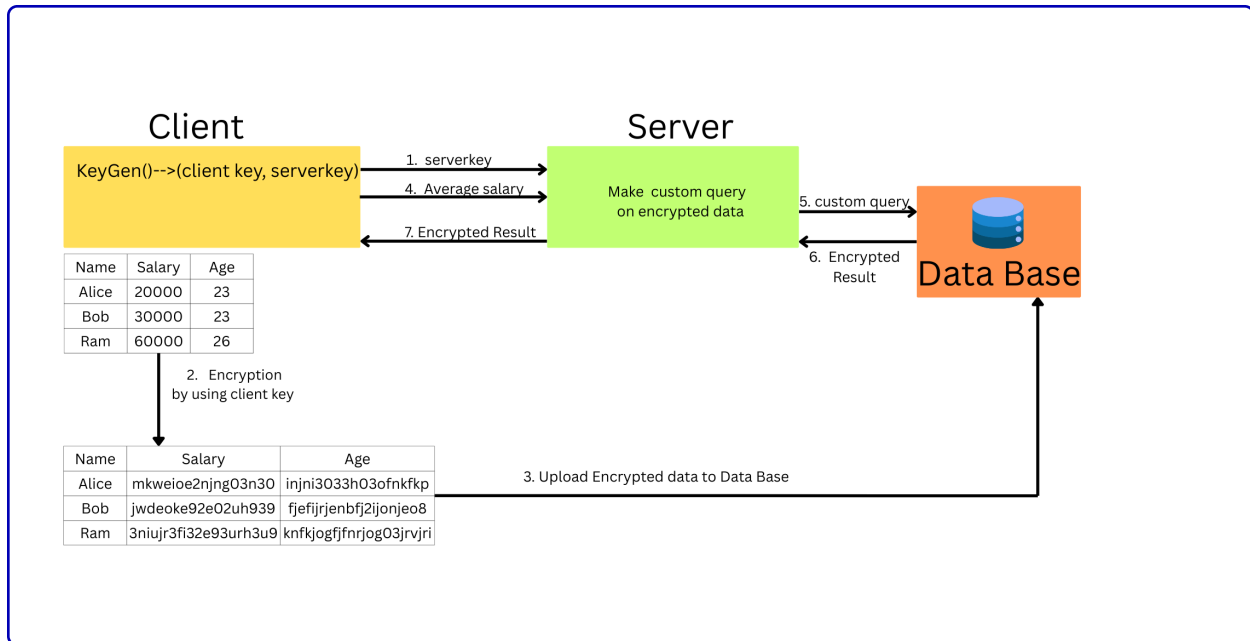 Client
Server
KeyGen()-->(client key, serverkey)
1. serverkey
4. Average salary
7. Encrypted Result
Make custom query
on encrypted data
5. custom query
6. Encrypted
Result
Data Base
Name Salary Age
Alice 20000 23
Bob 30000 23
Ram 60000 26
2. Encryption
by using client key
Name Salary Age
Alice mkweioe2njng03n30 injni3033h03ofnkfkp
Bob jwdeoke92e02uh939 fjefijrjenbfj2ijonjeo8
Ram 3niujr3fi32e93urh3u9 knfkjogfjfnrjog03jrvjri
3. Upload Encrypted data to Data Base